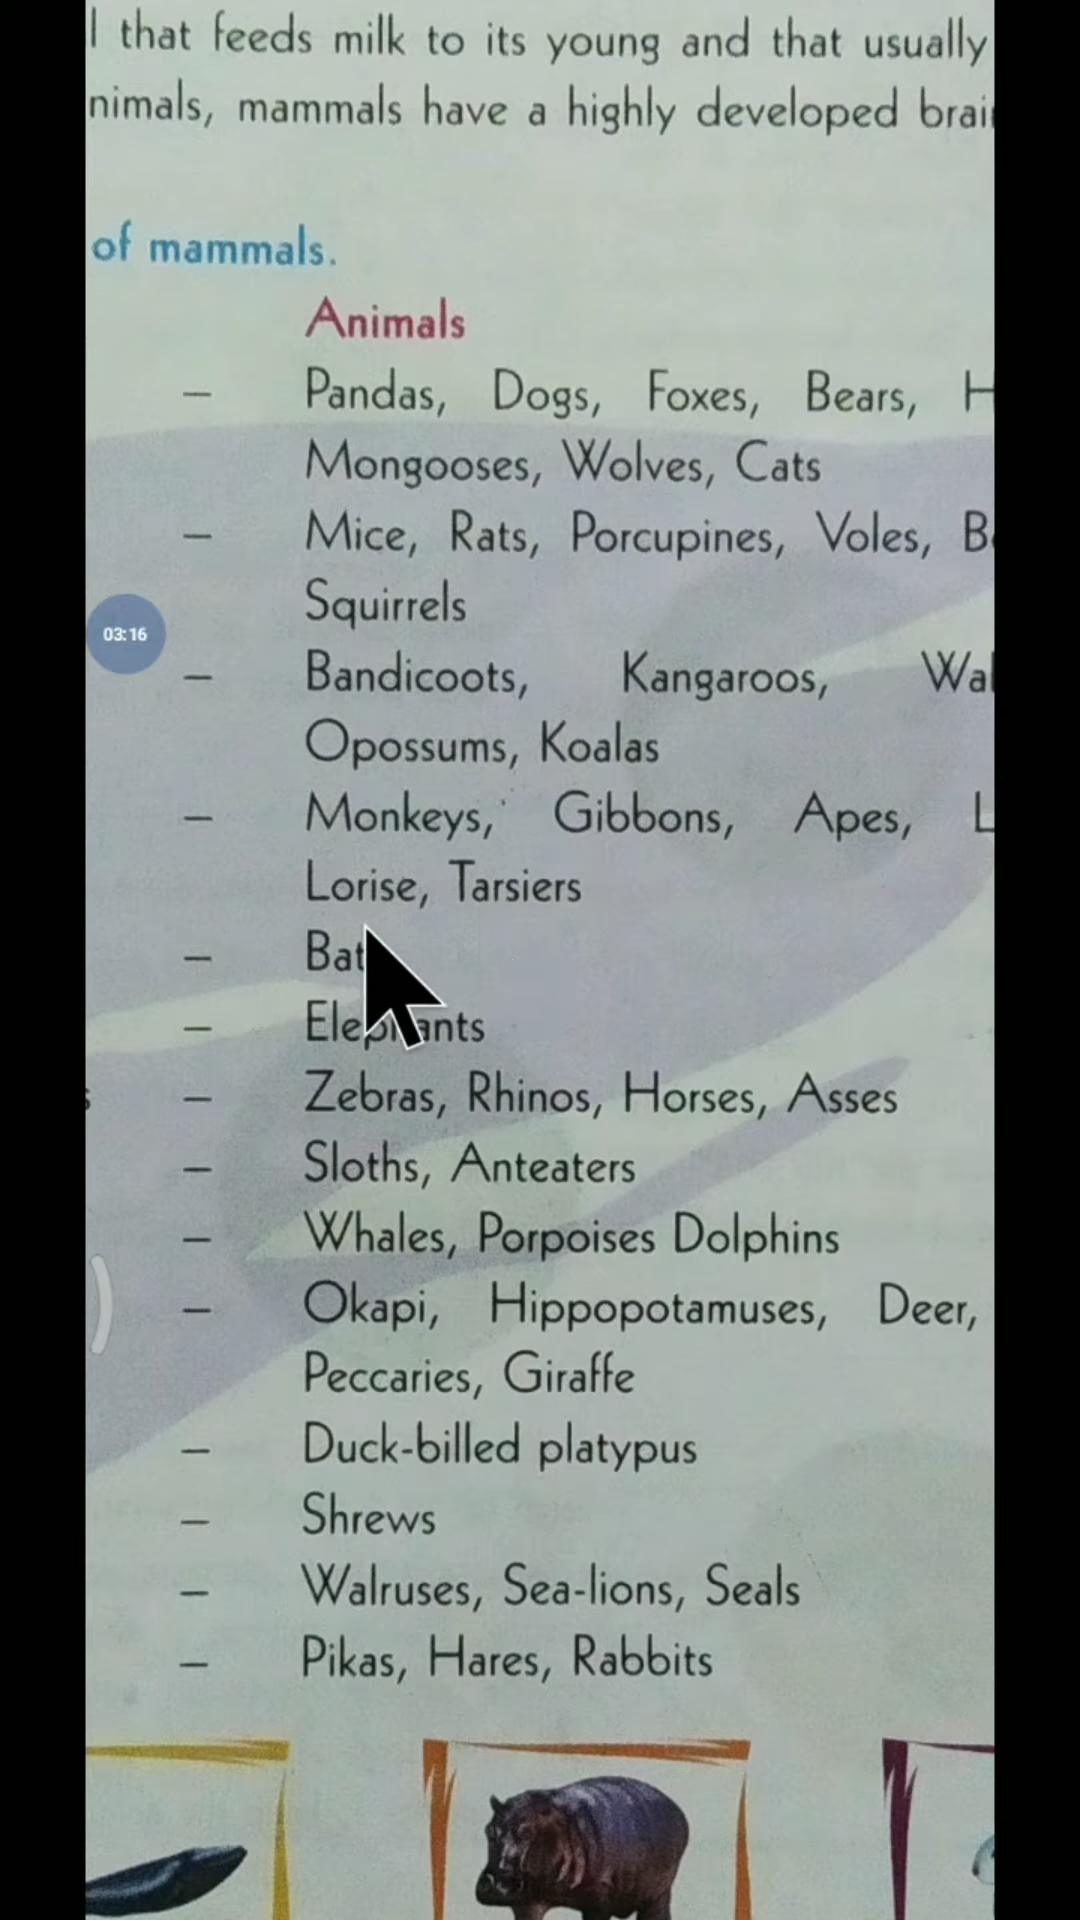 that feeds milk to its young and that usually
nimals, mammals have a highly developed
of mammals.
Animals
– Pandas, Dogs, Foxes, Bears, H
Mongooses, Wolves, Cats
– Mice, Rats, Porcupines, Voles, B
Squirrels
03:16
– Bandicoots, Kangaroos, Wal
Opossums, Koalas
– Monkeys, Gibbons, Apes, L
Lorise, Tarsiers
– Bat
– Elephants
– Zebras, Rhinos, Horses, Asses
– Sloths, Anteaters
– Whales, Porpoises Dolphins
– Okapi, Hippopotamuses, Deer,
Peccaries, Giraffe
– Duck-billed platypus
– Shrews
– Walruses, Sea-lions, Seals
– Pikas, Hares, Rabbits